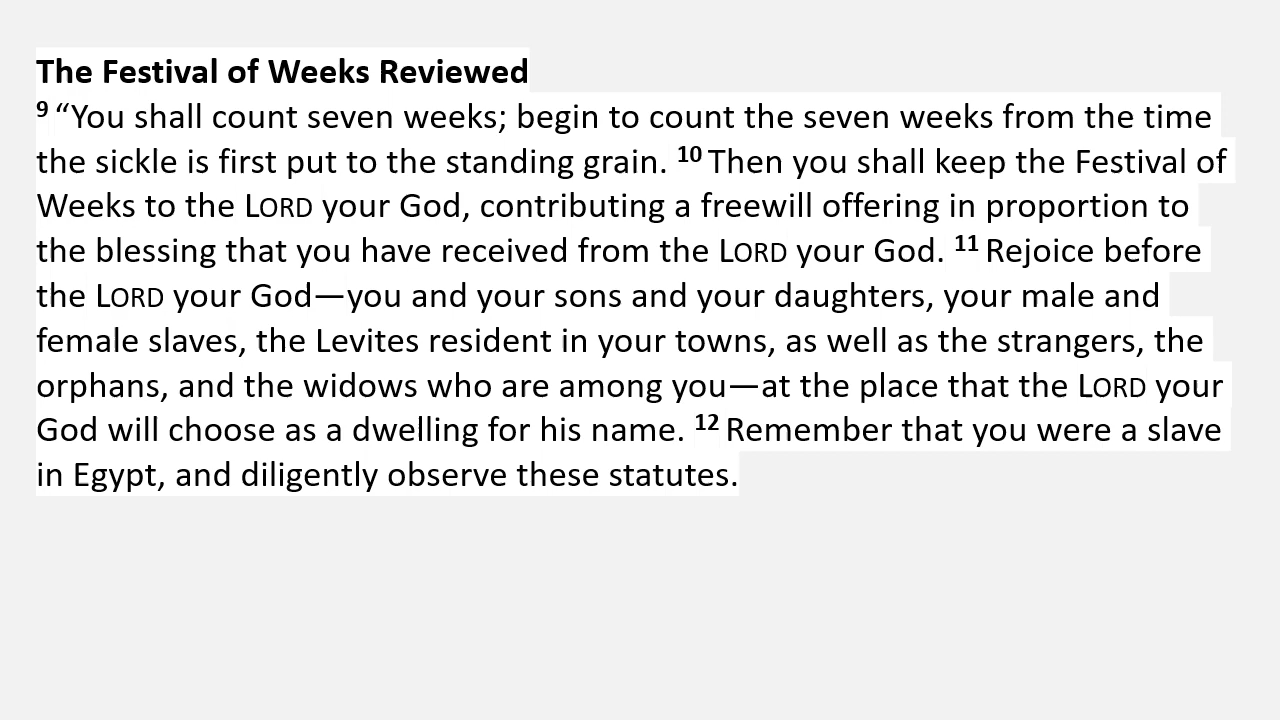 The Festival of Weeks Reviewed
9 “You shall count seven weeks; begin to count the seven weeks from the time
the sickle is first put to the standing grain. 10 Then you shall keep the Festival of
Weeks to the LORD your God, contributing a freewill offering in proportion to
the blessing that you have received from the LORD your God. 11 Rejoice before
the LORD your God—you and your sons and your daughters, your male and
female slaves, the Levites resident in your towns, as well as the strangers, the
orphans, and the widows who are among you—at the place that the LORD your
God will choose as a dwelling for his name. 12 Remember that you were a slave
in Egypt, and diligently observe these statutes.